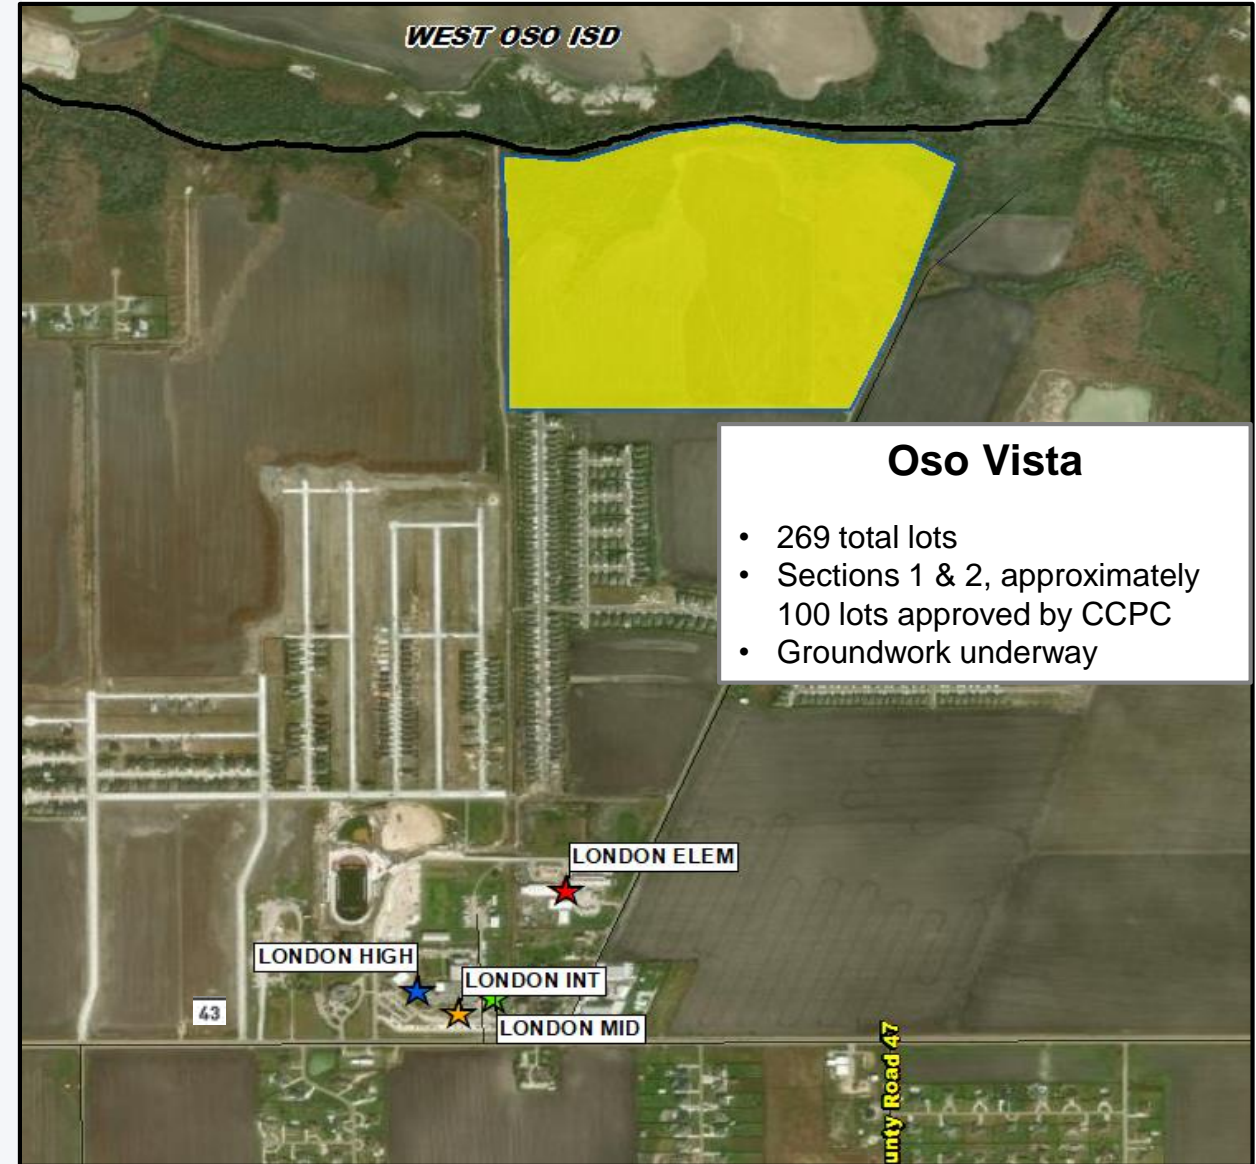 WEST OSO ISD
Oso Vista
• 269 total lots
• Sections 1 & 2, approximately
100 lots approved by CCPC
• Groundwork underway
LONDON ELEM
LONDON HIGH
LONDON INT
LONDON MID
43
unty Road 47